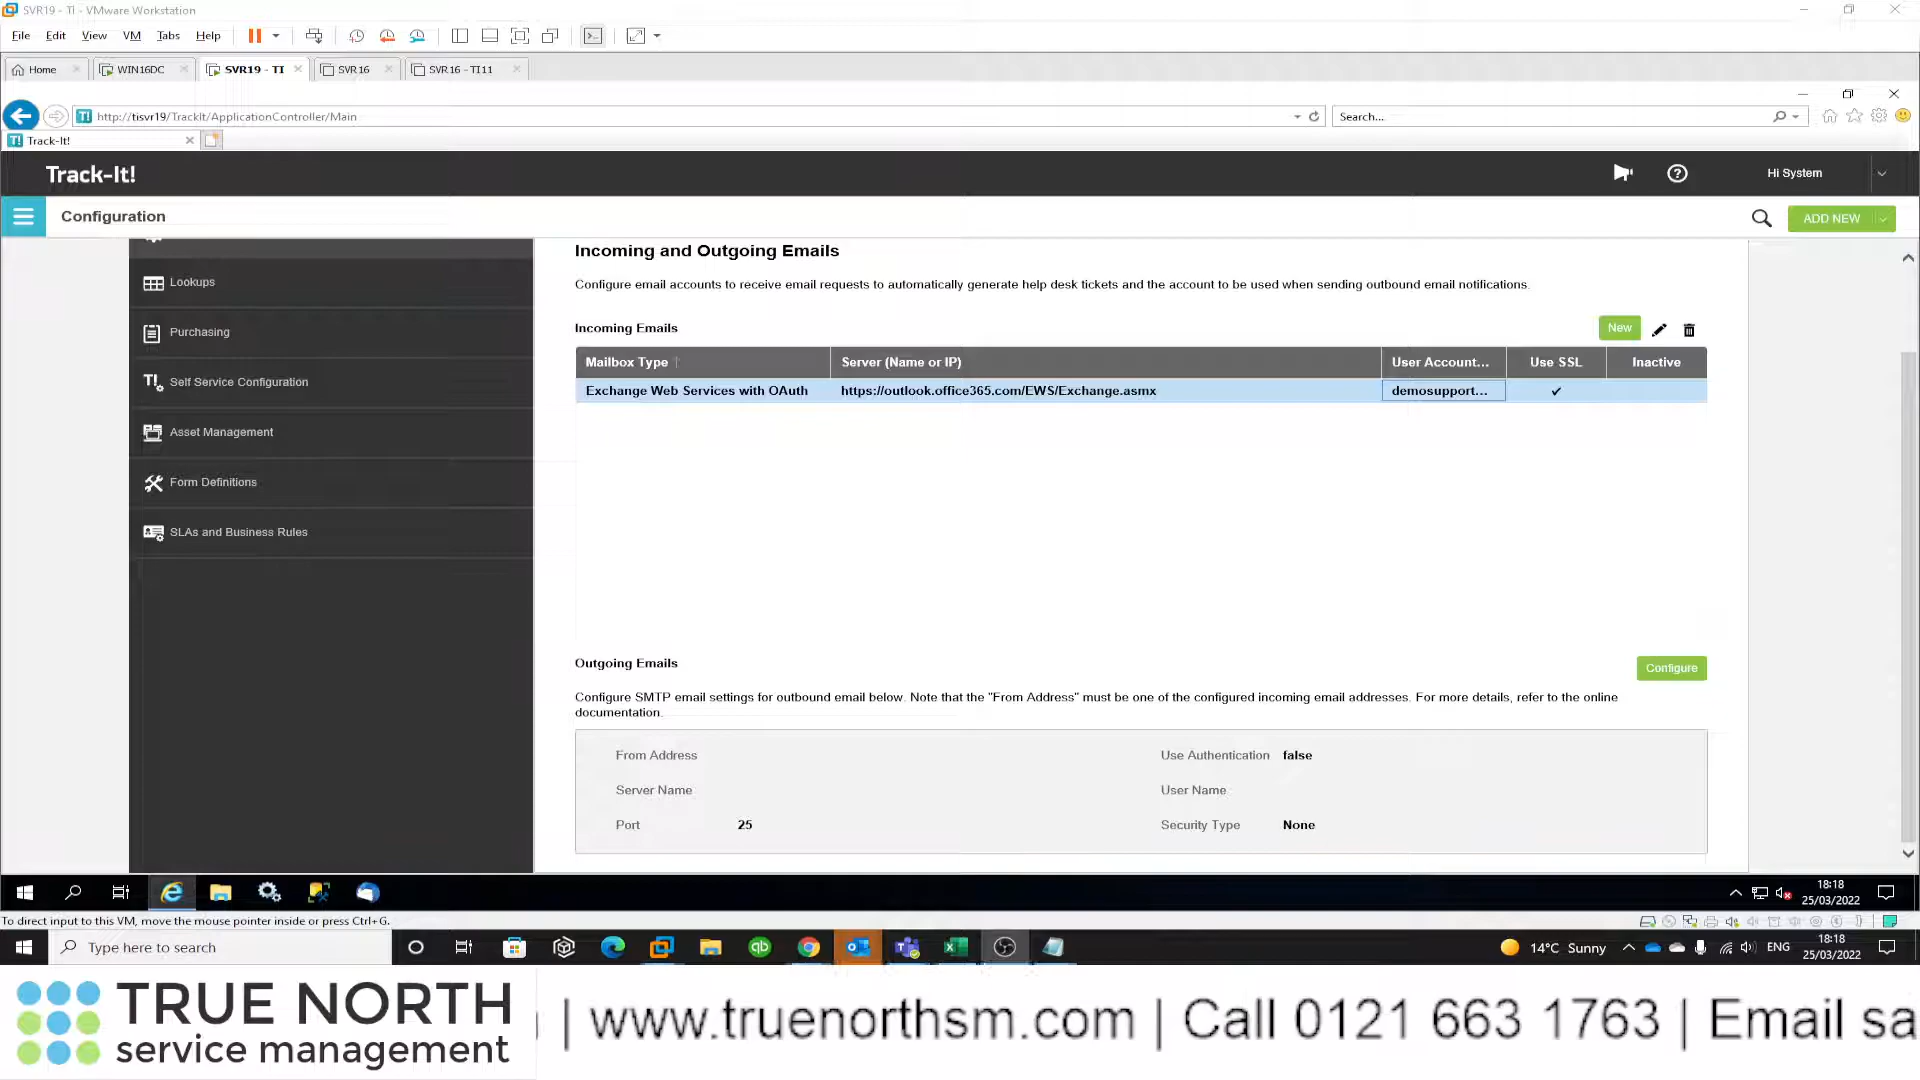 SVR19 - TI - VMware Workstation
File Edit View VM Tabs Help
Home WIN16DC SVR19 - TI SVR16 SVR16 - TI11
http://tisvr19/TrackIt/ApplicationController/Main Search...
Track-It!
Track-It! Hi System
Configuration ADD NEW
Incoming and Outgoing Emails
Lookups
Configure email accounts to receive email requests to automatically generate help desk tickets and the account to be used when sending outbound email notifications.
Purchasing
Self Service Configuration
Asset Management
Form Definitions
SLAs and Business Rules
Incoming Emails New
Mailbox Type Server (Name or IP) User Account... Use SSL Inactive
Exchange Web Services with OAuth https://outlook.office365.com/EWS/Exchange.asmx demosupport...
Outgoing Emails Configure
Configure SMTP email settings for outbound email below. Note that the "From Address" must be one of the configured incoming email addresses. For more details, refer to the online
documentation.
From Address Use Authentication false
Server Name User Name
Port 25 Security Type None
18:18
25/03/2022
To direct input to this VM, move the mouse pointer inside or press Ctrl+G.
Type here to search 14°C Sunny ENG 18:18
25/03/2022
TRUE NORTH
service management
| www.truenorthsm.com | Call 0121 663 1763 | Email sa